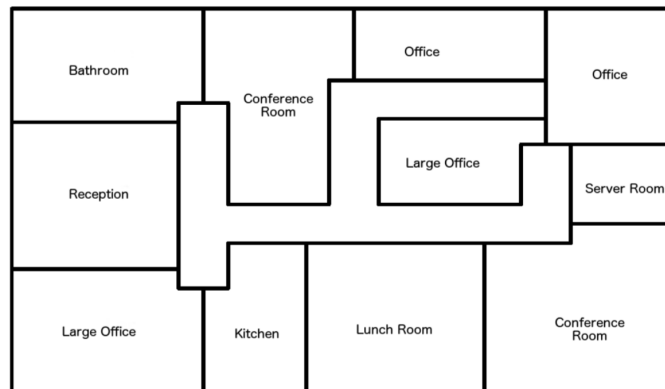 Bathroom
Conference
Room
Office
Office
Large Office
Reception
Server Room
Large Office
Kitchen
Lunch Room
Conference
Room